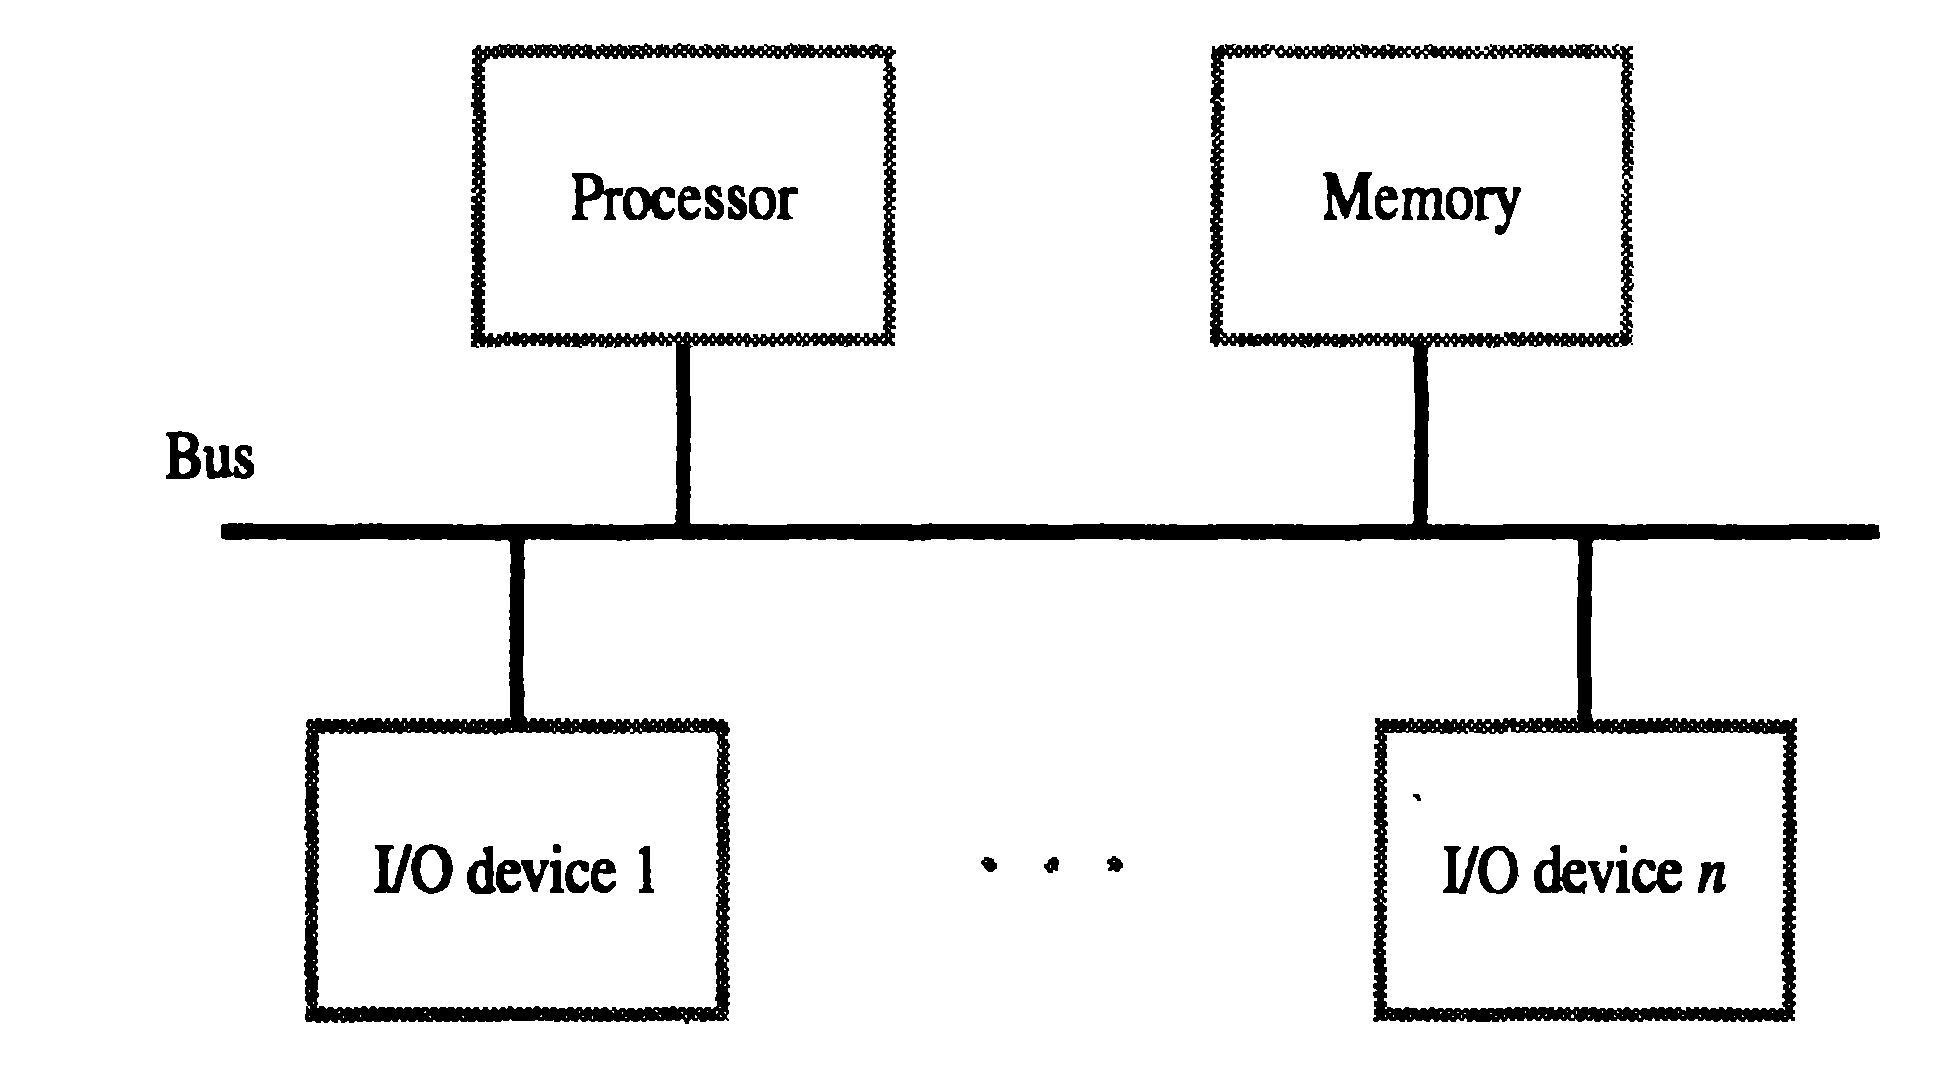 Processor
Memory
Bus
I/O device 1
. . .
I/O device n